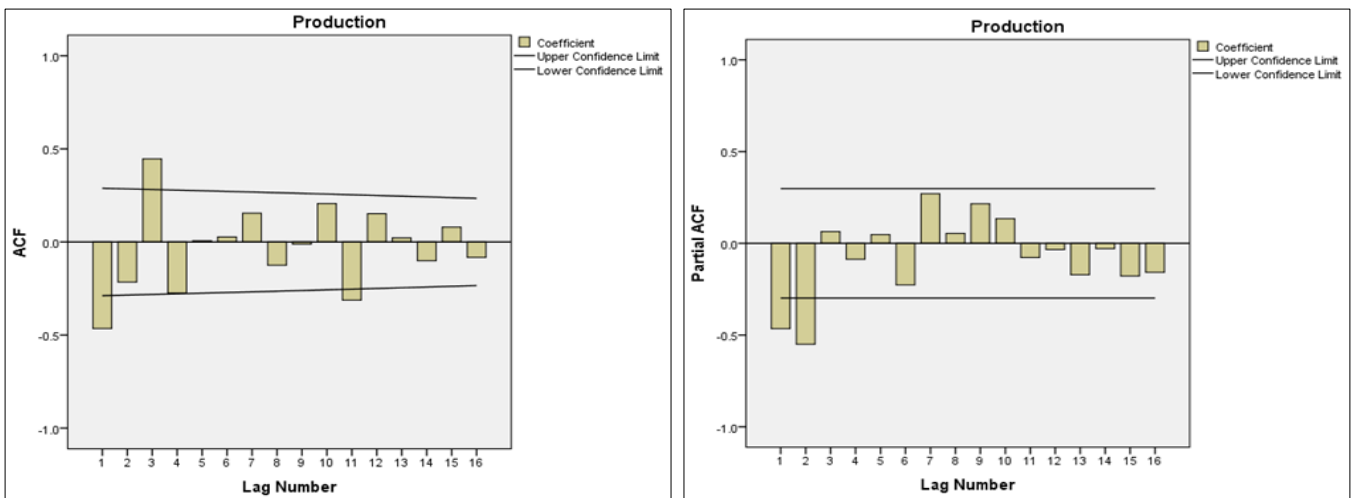 Production
Coefficient
Upper Confidence Limit
Lower Confidence Limit
1.0
0.5
0.0
-0.5
-1.0
ACF
1 2 3 4 5 6 7 8 9 10 11 12 13 14 15 16
Lag Number
Production
Coefficient
Upper Confidence Limit
Lower Confidence Limit
1.0
0.5
0.0
-0.5
-1.0
Partial ACF
1 2 3 4 5 6 7 8 9 10 11 12 13 14 15 16
Lag Number